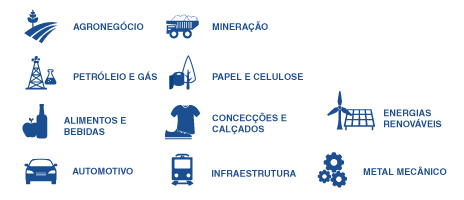 AGRONEGÓCIO
MINERAÇÃO
PETRÓLEIO E GÁS
PAPEL E CELULOSE
ALIMENTOS E
BEBIDAS
CONCECÇÕES E
CALÇADOS
ENERGIAS
RENOVÁVEIS
AUTOMOTIVO
INFRAESTRUTURA
METAL MECÂNICO